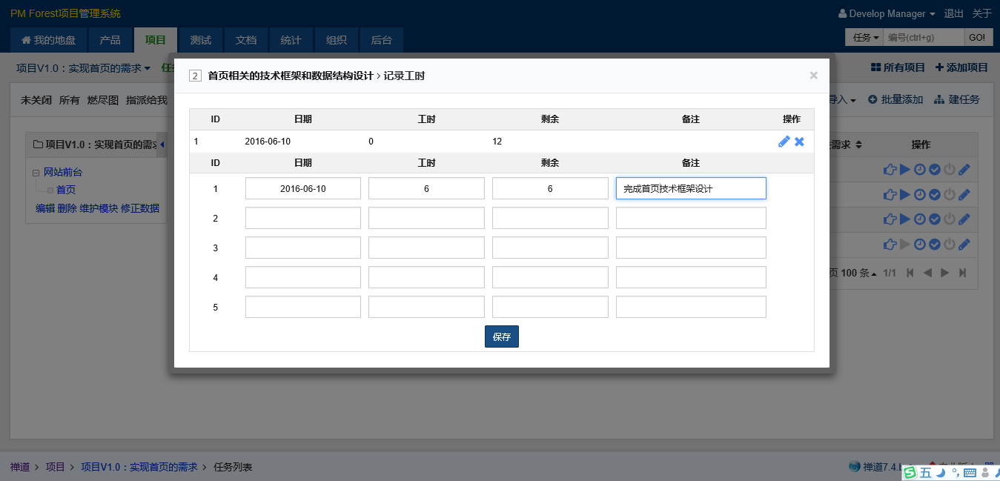 PM Forest项目管理系统
Develop Manager 退出 关于
我的地盘 产品 项目 测试 文档 统计 组织 后台
任务 编号(ctrl+g) GO!
项目V1.0：实现首页的需求
所有项目 添加项目
未关闭 所有 燃尽图 指派给我
导入 批量添加 建任务
2 首页相关的技术框架和数据结构设计 > 记录工时 ×
ID 日期 工时 剩余 备注 操作
1 2016-06-10 0 12
ID 日期 工时 剩余 备注
1 2016-06-10 6 6 完成首页技术框架设计
2
3
4
5
保存
项目V1.0：实现首页的需求
网站前台
首页
编辑 删除 维护模块 修正数据
需求 操作
页 100 条 1/1
禅道 > 项目 > 项目V1.0：实现首页的需求 > 任务列表
禅道7.4.b
五